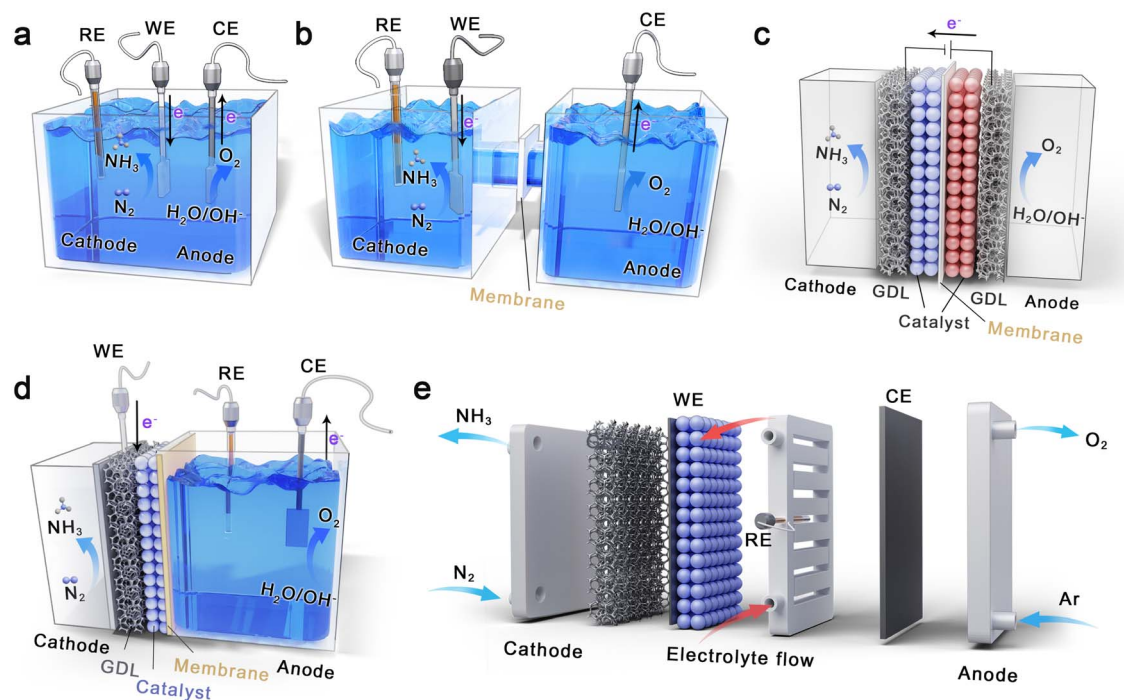 a
RE
WE
CE
e⁻
e⁻
NH₃
O₂
N₂
H₂O/OH⁻
Cathode
Anode
b
RE
WE
CE
e⁻
e⁻
NH₃
O₂
N₂
H₂O/OH⁻
Cathode
Anode
Membrane
c
e⁻
NH₃
O₂
N₂
H₂O/OH⁻
Cathode
GDL
GDL
Anode
Catalyst
Membrane
d
WE
RE
CE
e⁻
e⁻
NH₃
O₂
N₂
H₂O/OH⁻
Cathode
GDL
Membrane
Anode
Catalyst
e
NH₃
WE
CE
O₂
RE
N₂
Ar
Cathode
Electrolyte flow
Anode